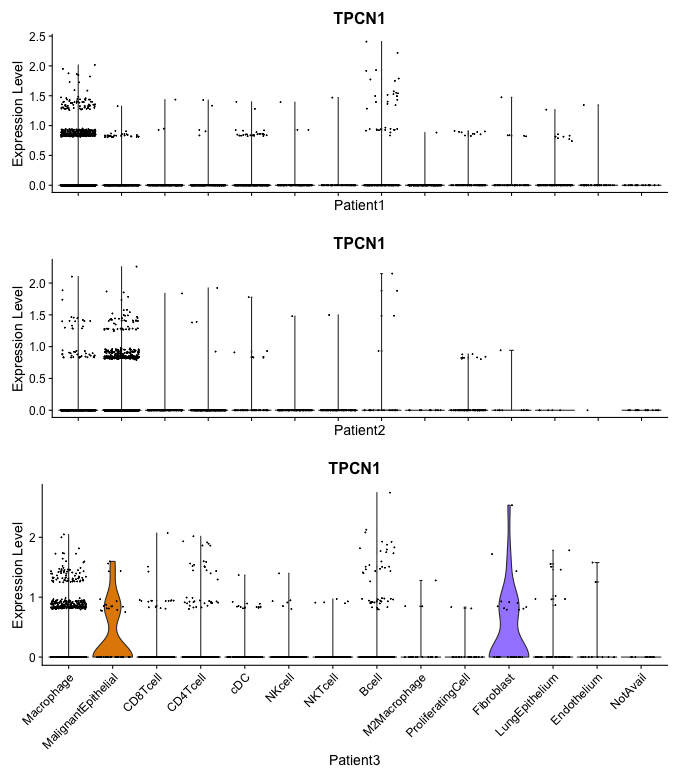 TPCN1
Expression Level
2.5
2.0
1.5
1.0
0.5
0.0
Patient1
TPCN1
Expression Level
2.0
1.5
1.0
0.5
0.0
Patient2
TPCN1
Expression Level
2
1
0
Macrophage
MalignantEpithelial
CD8Tcell
CD4Tcell
cDC
NKcell
NKTcell
Bcell
M2Macrophage
ProliferatingCell
Fibroblast
LungEpithelium
Endothelium
NotAvail
Patient3